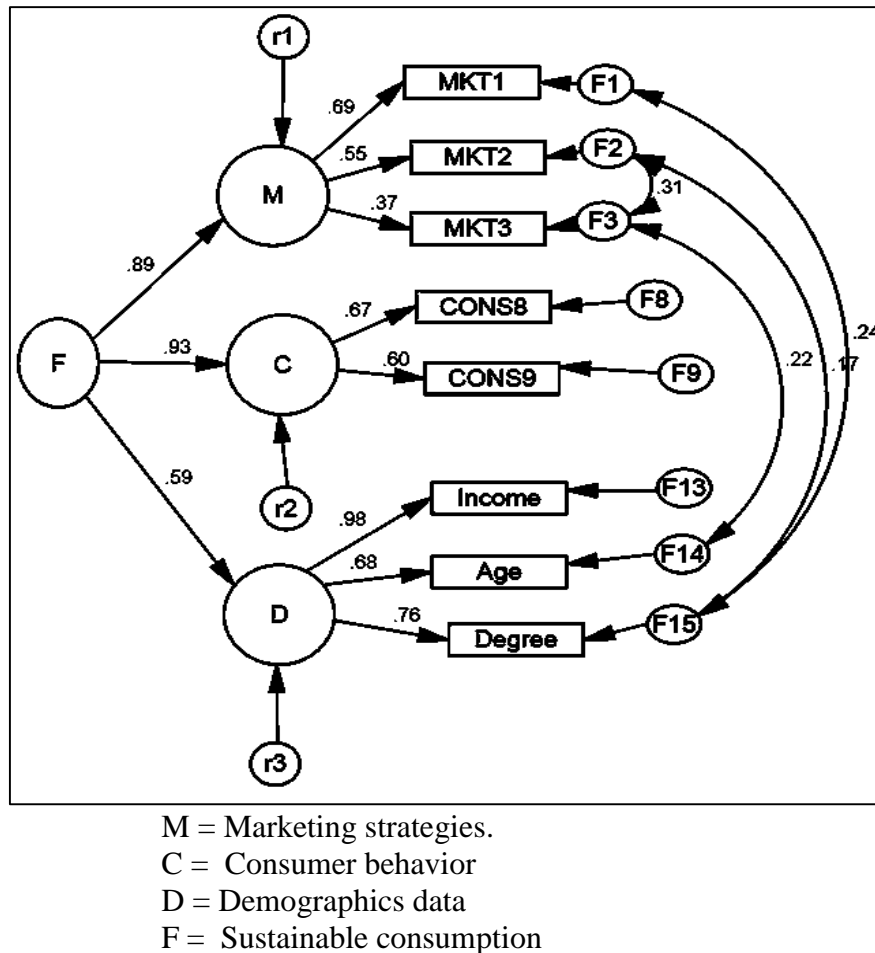 r1
MKT1
F1
.69
MKT2
F2
.55
M
.31
.37
MKT3
F3
.89
CONS8
F8
.67
.24
F
.93
C
.60
CONS9
F9
.22
.17
.59
r2
Income
F13
.98
Age
F14
.68
D
.76
Degree
F15
r3
M = Marketing strategies.
C = Consumer behavior
D = Demographics data
F = Sustainable consumption